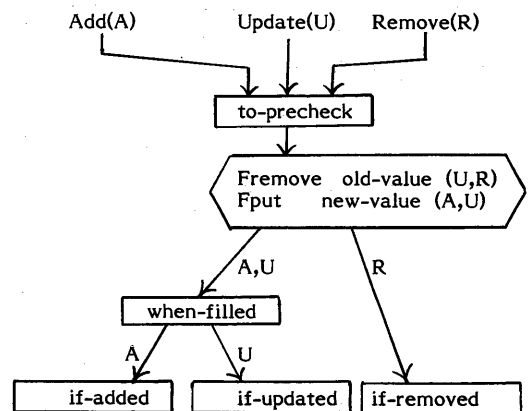 Add(A) Update(U) Remove(R)
to-precheck
Fremove old-value (U,R)
Fput new-value (A,U)
A,U R
when-filled
A U
if-added if-updated if-removed